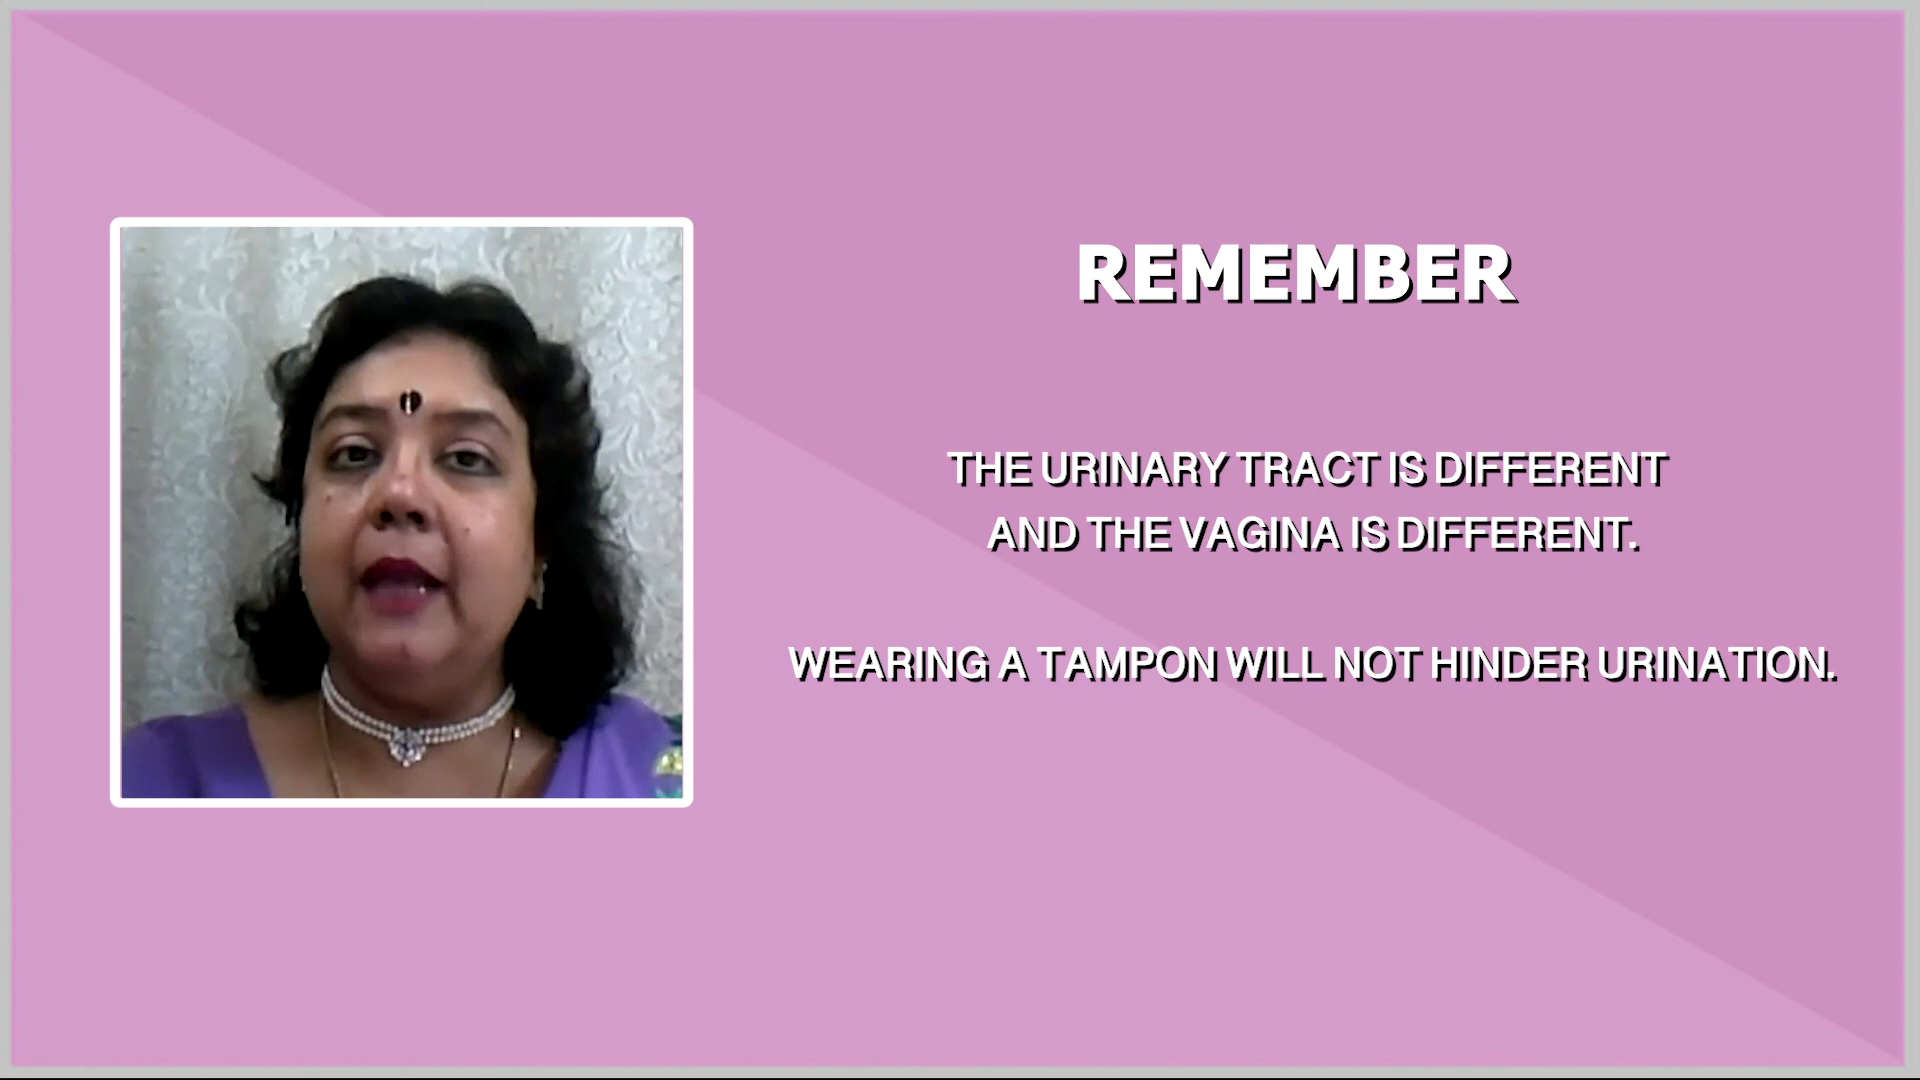 REMEMBER
THE URINARY TRACT IS DIFFERENT
AND THE VAGINA IS DIFFERENT.
WEARING A TAMPON WILL NOT HINDER URINATION.